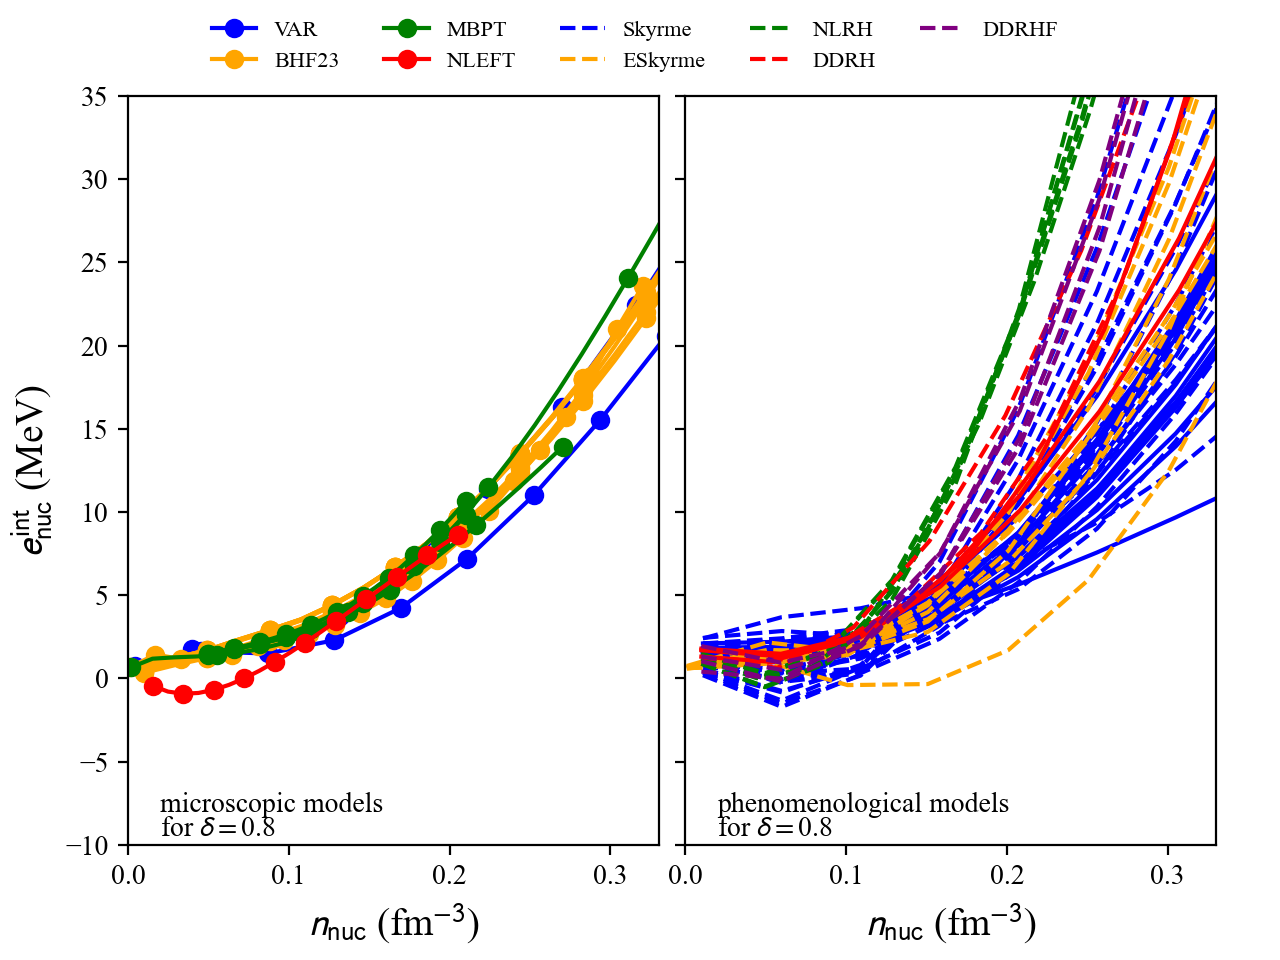 VAR MBPT Skyrme NLRH DDRHF
BHF23 NLEFT ESkyrme DDRH
35
30
25
20
15
10
5
0
−5
−10
e_nuc^int (MeV)
microscopic models
for δ = 0.8
phenomenological models
for δ = 0.8
0.0 0.1 0.2 0.3
0.0 0.1 0.2 0.3
n_nuc (fm⁻³)
n_nuc (fm⁻³)